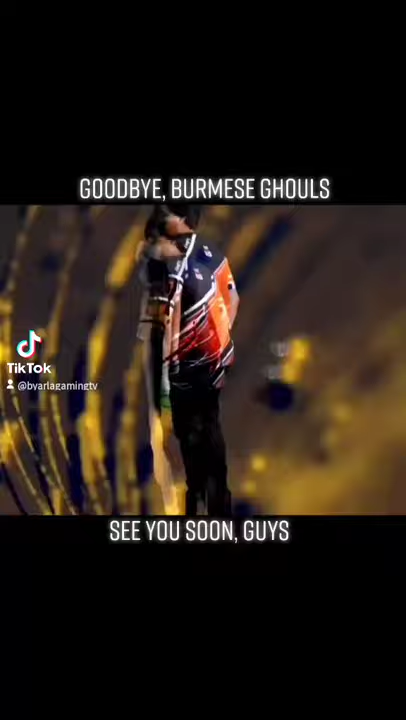 GOODBYE, BURMESE GHOULS
TikTok
@byarlagamingtv
SEE YOU SOON, GUYS